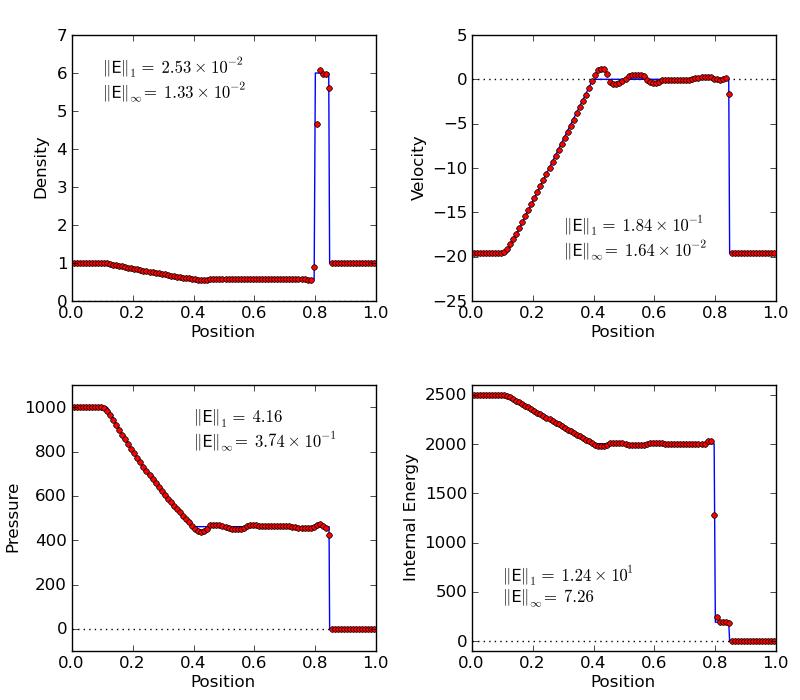 7
6
5
4
3
2
1
0
Density
‖E‖₁ = 2.53 × 10⁻²
‖E‖∞ = 1.33 × 10⁻²
0.0 0.2 0.4 0.6 0.8 1.0
Position
5
0
−5
−10
−15
−20
−25
Velocity
‖E‖₁ = 1.84 × 10⁻¹
‖E‖∞ = 1.64 × 10⁻²
0.0 0.2 0.4 0.6 0.8 1.0
Position
1000
800
600
400
200
0
Pressure
‖E‖₁ = 4.16
‖E‖∞ = 3.74 × 10⁻¹
0.0 0.2 0.4 0.6 0.8 1.0
Position
2500
2000
1500
1000
500
0
Internal Energy
‖E‖₁ = 1.24 × 10¹
‖E‖∞ = 7.26
0.0 0.2 0.4 0.6 0.8 1.0
Position